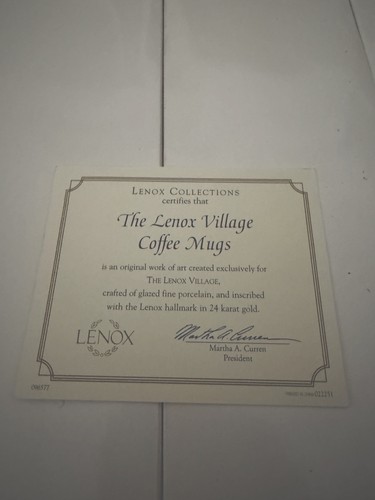 LENOX COLLECTIONS
certifies that
The Lenox Village
Coffee Mugs
is an original work of art created exclusively for
THE LENOX VILLAGE,
crafted of glazed fine porcelain, and inscribed
with the Lenox hallmark in 24 karat gold.
LENOX
Martha A. Curren
Martha A. Curren
President